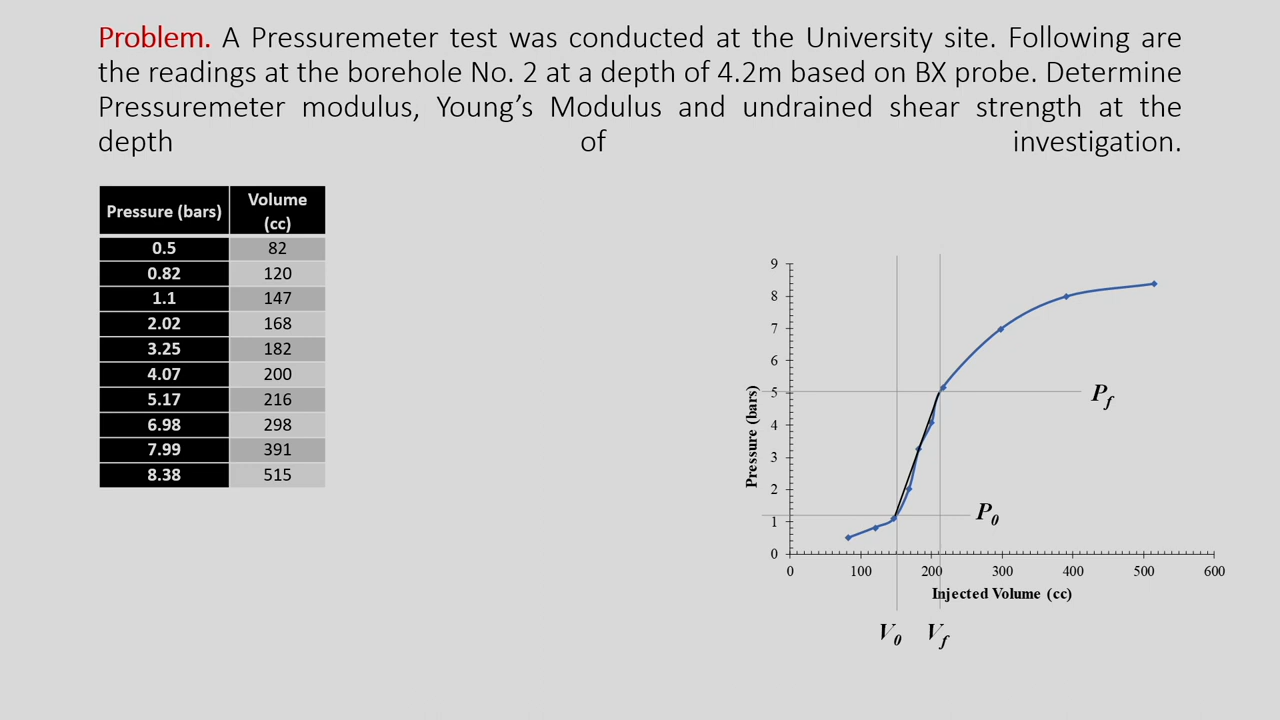 Problem. A Pressuremeter test was conducted at the University site. Following are
the readings at the borehole No. 2 at a depth of 4.2m based on BX probe. Determine
Pressuremeter modulus, Young’s Modulus and undrained shear strength at the
depth of investigation.
Pressure (bars) Volume (cc)
0.5 82
0.82 120
1.1 147
2.02 168
3.25 182
4.07 200
5.17 216
6.98 298
7.99 391
8.38 515
9
8
7
6
5
4
3
2
1
0
Pressure (bars)
Pf
P0
0 100 200 300 400 500 600
Injected Volume (cc)
V0 Vf